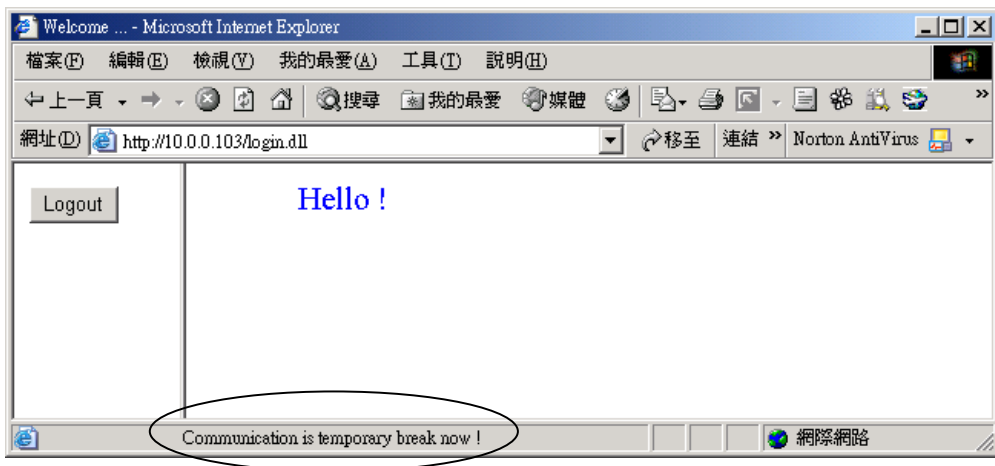 Welcome ... - Microsoft Internet Explorer
檔案(F) 編輯(E) 檢視(V) 我的最愛(A) 工具(T) 說明(H)
上一頁 搜尋 我的最愛 媒體 »
網址(D) http://10.0.0.103/login.dll 移至 連結 » Norton AntiVirus
Logout
Hello !
Communication is temporary break now !
網際網路